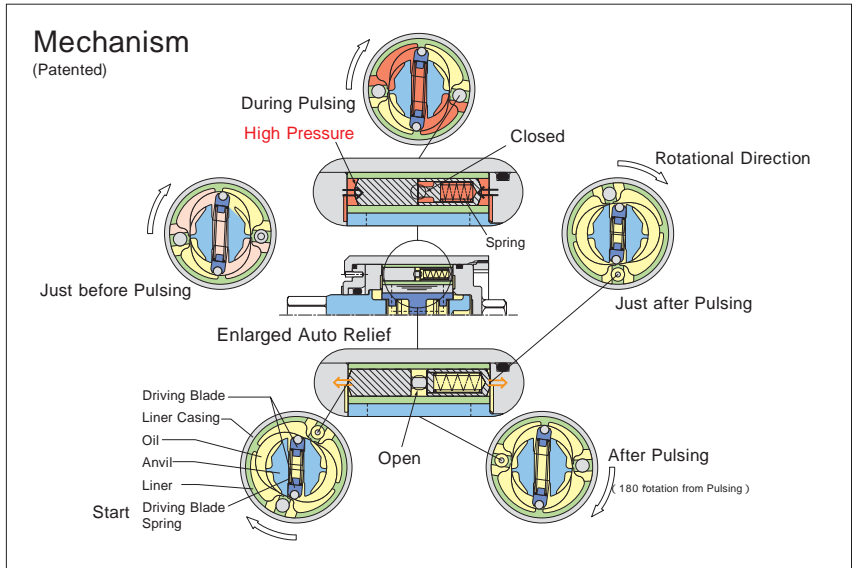 Mechanism
(Patented)
During Pulsing
High Pressure
Closed
Rotational Direction
Spring
Just before Pulsing
Just after Pulsing
Enlarged Auto Relief
Driving Blade
Liner Casing
Oil
Anvil
Liner
Driving Blade
Spring
Start
Open
After Pulsing
( 180 rotation from Pulsing )